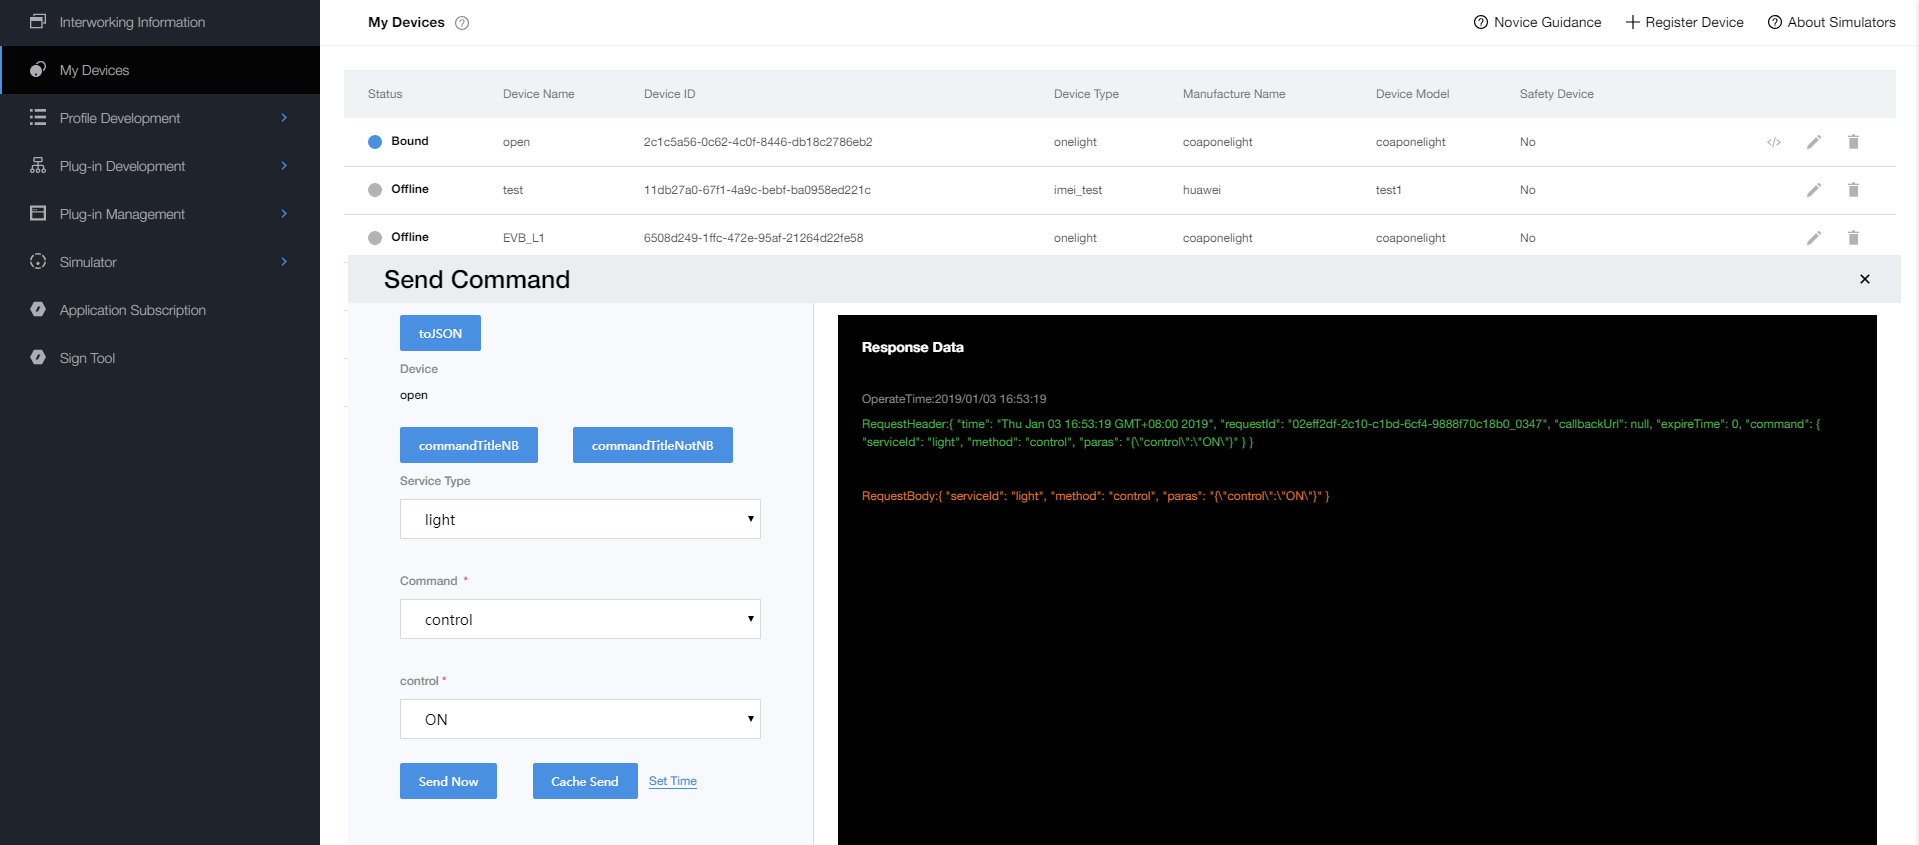 Interworking Information
My Devices
Profile Development
Plug-in Development
Plug-in Management
Simulator
Application Subscription
Sign Tool
My Devices
Novice Guidance
Register Device
About Simulators
Status Device Name Device ID Device Type Manufacture Name Device Model Safety Device
Bound open 2c1c5a56-0c62-4c0f-8446-db18c2786eb2 onelight coaponelight coaponelight No
Offline test 11db27a0-67f1-4a9c-bebf-ba0958ed221c imei_test huawei test1 No
Offline EVB_L1 6508d249-1ffc-472e-95af-21264d22fe58 onelight coaponelight coaponelight No
Send Command
toJSON
Device
open
commandTitleNB commandTitleNotNB
Service Type
light
Command *
control
control *
ON
Send Now Cache Send Set Time
Response Data
OperateTime:2019/01/03 16:53:19
RequestHeader:{ "time": "Thu Jan 03 16:53:19 GMT+08:00 2019", "requestId": "02eff2df-2c10-c1bd-6cf4-9888f70c18b0_0347", "callbackUrl": null, "expireTime": 0, "command": {
"serviceId": "light", "method": "control", "paras": "{\"control\":\"ON\"}" } }
RequestBody:{ "serviceId": "light", "method": "control", "paras": "{\"control\":\"ON\"}" }